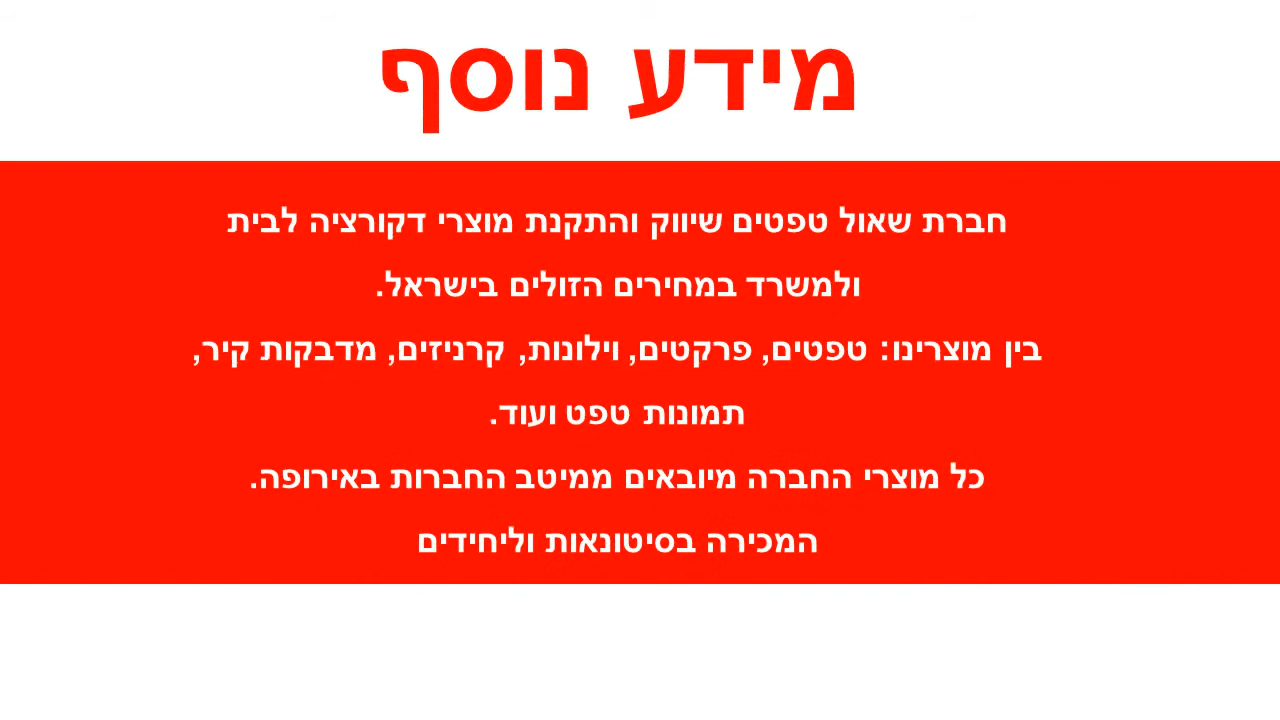 מידע נוסף
חברת שאול טפטים שיווק והתקנת מוצרי דקורציה לבית
ולמשרד במחירים הזולים בישראל.
בין מוצרינו: טפטים, פרקטים, וילונות, קרניזים, מדבקות קיר,
תמונות טפט ועוד.
כל מוצרי החברה מיובאים ממיטב החברות באירופה.
המכירה בסיטונאות וליחידים